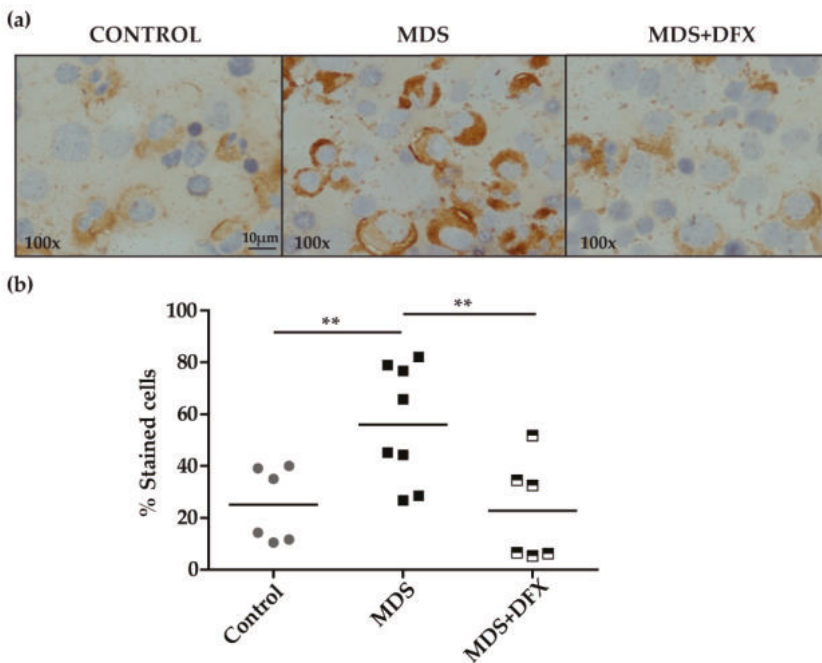 (a)
CONTROL MDS MDS+DFX
100x 10μm 100x 100x
(b)
100
80
60
40
20
0
% Stained cells
** **
Control MDS MDS+DFX